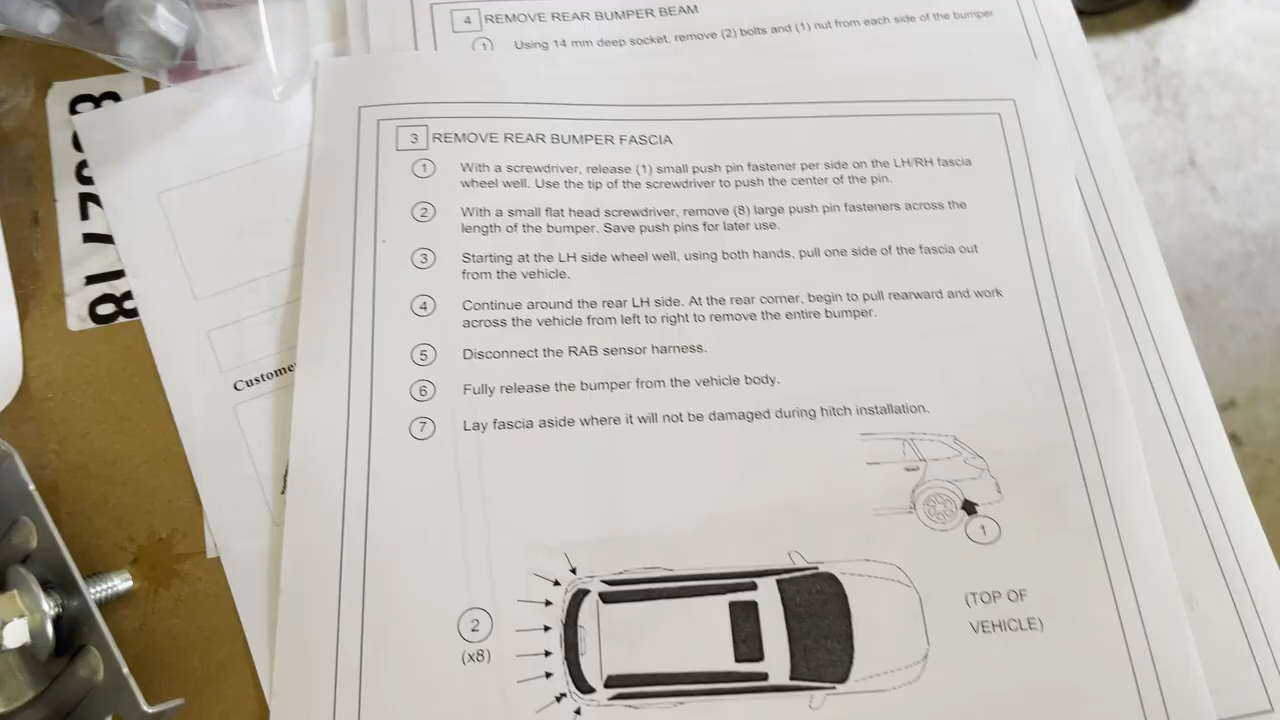 4 REMOVE REAR BUMPER BEAM
1 Using 14 mm deep socket, remove (2) bolts and (1) nut from each side of the bumper
3 REMOVE REAR BUMPER FASCIA
1 With a screwdriver, release (1) small push pin fastener per side on the LH/RH fascia
wheel well. Use the tip of the screwdriver to push the center of the pin.
2 With a small flat head screwdriver, remove (8) large push pin fasteners across the
length of the bumper. Save push pins for later use.
3 Starting at the LH side wheel well, using both hands, pull one side of the fascia out
from the vehicle.
4 Continue around the rear LH side. At the rear corner, begin to pull rearward and work
across the vehicle from left to right to remove the entire bumper.
5 Disconnect the RAB sensor harness.
6 Fully release the bumper from the vehicle body.
7 Lay fascia aside where it will not be damaged during hitch installation.
Custome
1
2
(x8)
(TOP OF
VEHICLE)